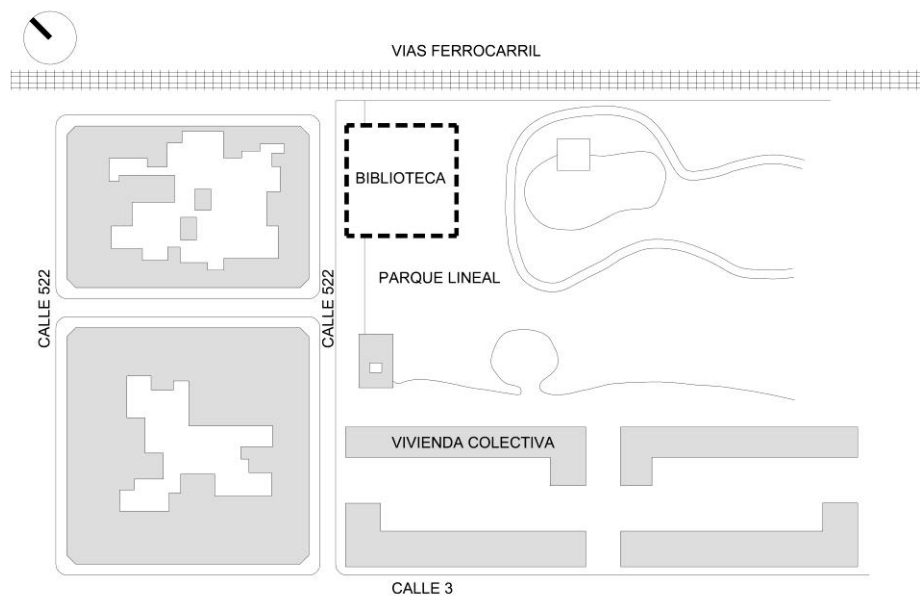 VIAS FERROCARRIL
BIBLIOTECA
PARQUE LINEAL
CALLE 522
CALLE 522
VIVIENDA COLECTIVA
CALLE 3